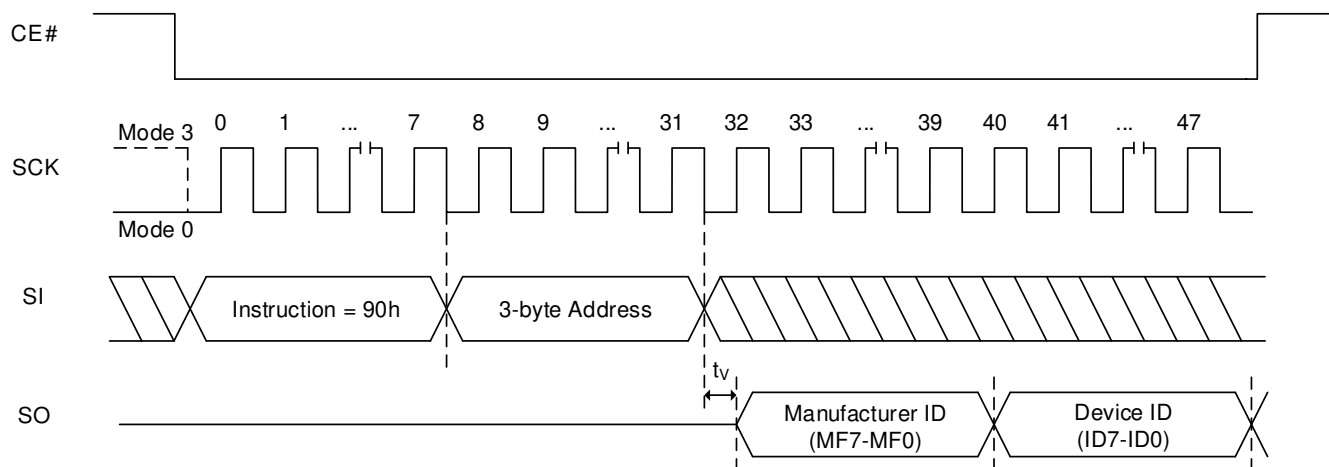 CE#
0 1 ... 7 8 9 ... 31 32 33 ... 39 40 41 ... 47
Mode 3
SCK
Mode 0
SI
Instruction = 90h
3-byte Address
tV
SO
Manufacturer ID
(MF7-MF0)
Device ID
(ID7-ID0)